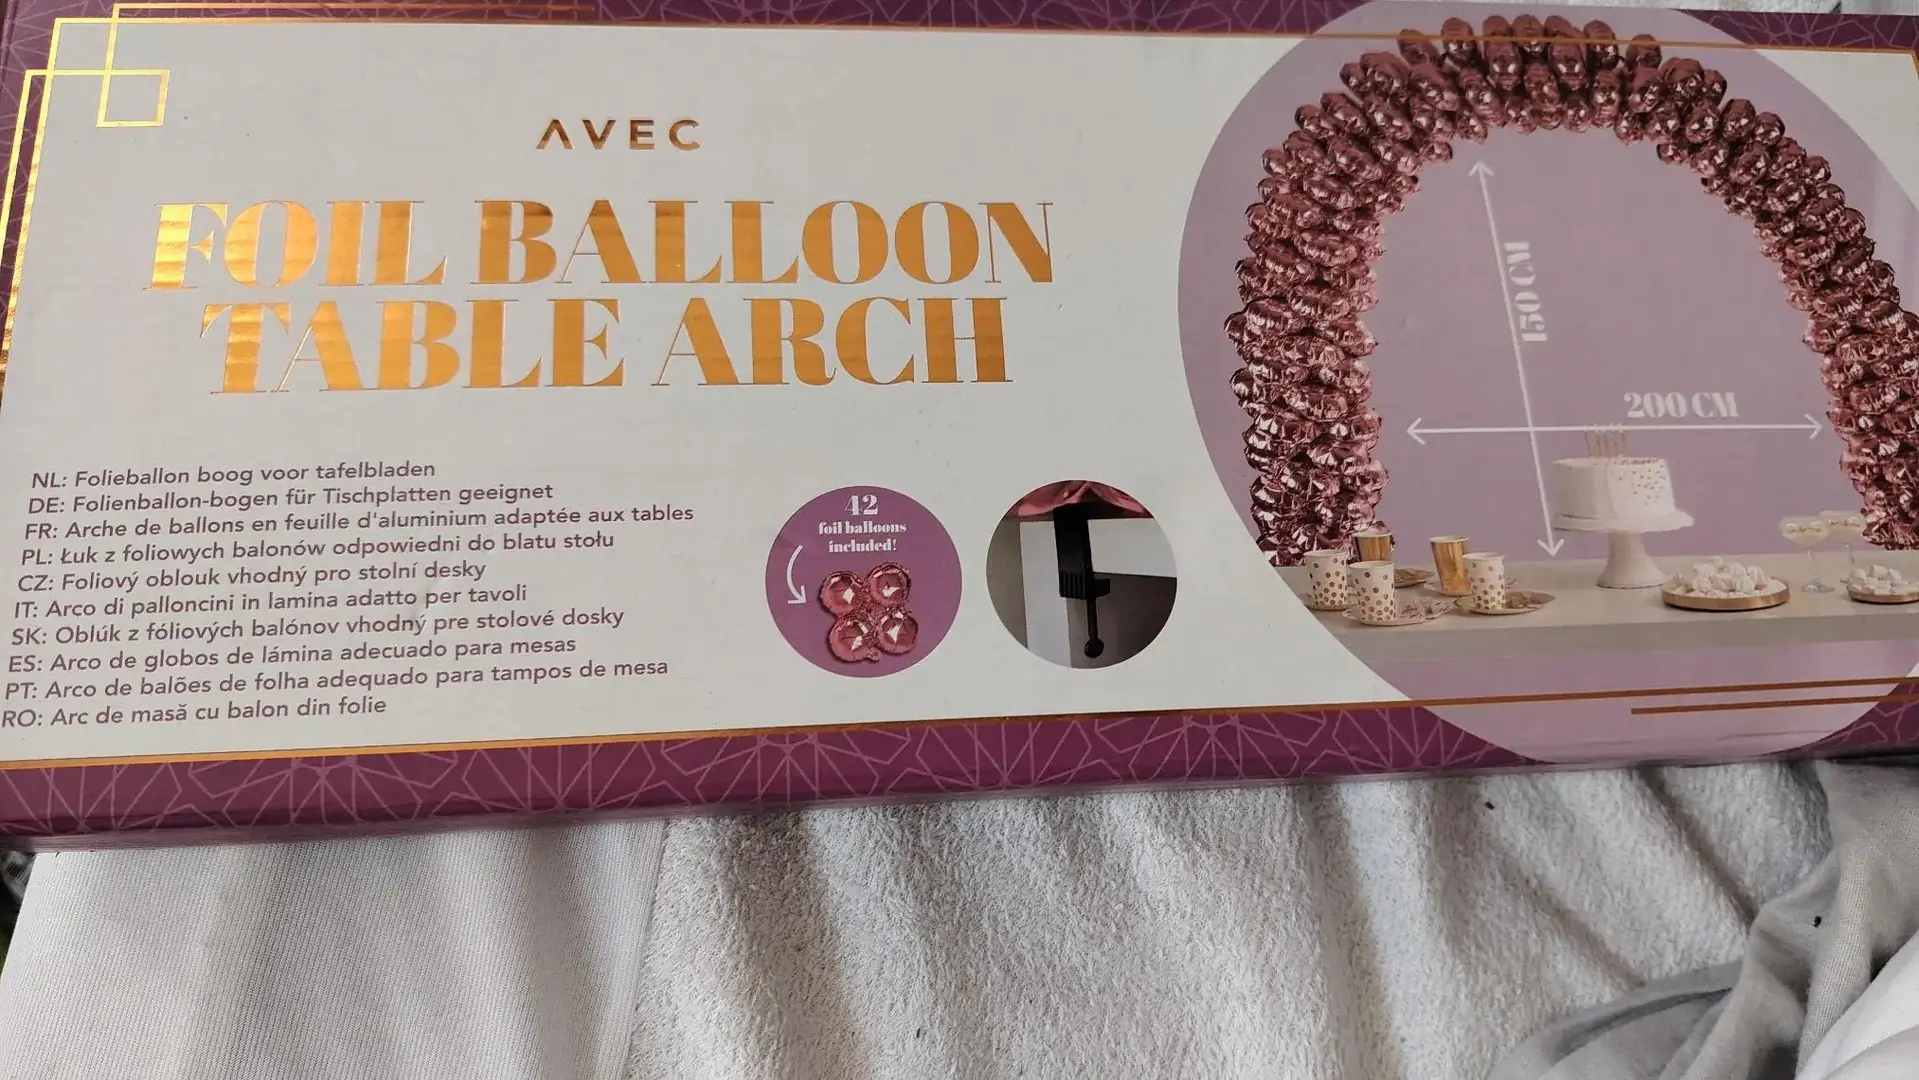 AVEC
FOIL BALLOON
TABLE ARCH
NL: Folieballon boog voor tafelbladen
DE: Folienballon-bogen für Tischplatten geeignet
FR: Arche de ballons en feuille d'aluminium adaptée aux tables
PL: Łuk z foliowych balonów odpowiedni do blatu stołu
CZ: Foliový oblouk vhodný pro stolní desky
IT: Arco di palloncini in lamina adatto per tavoli
SK: Oblúk z fóliových balónov vhodný pre stolové dosky
ES: Arco de globos de lámina adecuado para mesas
PT: Arco de balões de folha adequado para tampos de mesa
RO: Arc de masă cu balon din folie
42
foil balloons
included!
150 CM
200 CM